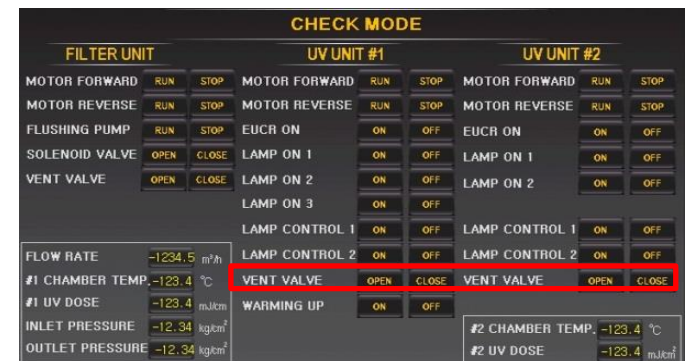 CHECK MODE
FILTER UNIT
MOTOR FORWARD RUN STOP
MOTOR REVERSE RUN STOP
FLUSHING PUMP RUN STOP
SOLENOID VALVE OPEN CLOSE
VENT VALVE OPEN CLOSE
FLOW RATE -1234.5 m³/h
#1 CHAMBER TEMP. -123.4 °C
#1 UV DOSE -123.4 mJ/cm
INLET PRESSURE -12.34 kg/cm²
OUTLET PRESSURE -12.34 kg/cm²
UV UNIT #1
MOTOR FORWARD RUN STOP
MOTOR REVERSE RUN STOP
EUCR ON ON OFF
LAMP ON 1 ON OFF
LAMP ON 2 ON OFF
LAMP ON 3 ON OFF
LAMP CONTROL 1 ON OFF
LAMP CONTROL 2 ON OFF
VENT VALVE OPEN CLOSE
WARMING UP ON OFF
UV UNIT #2
MOTOR FORWARD RUN STOP
MOTOR REVERSE RUN STOP
EUCR ON ON OFF
LAMP ON 1 ON OFF
LAMP ON 2 ON OFF
LAMP CONTROL 1 ON OFF
LAMP CONTROL 2 ON OFF
VENT VALVE OPEN CLOSE
#2 CHAMBER TEMP. -123.4 °C
#2 UV DOSE -123.4 mJ/cm²